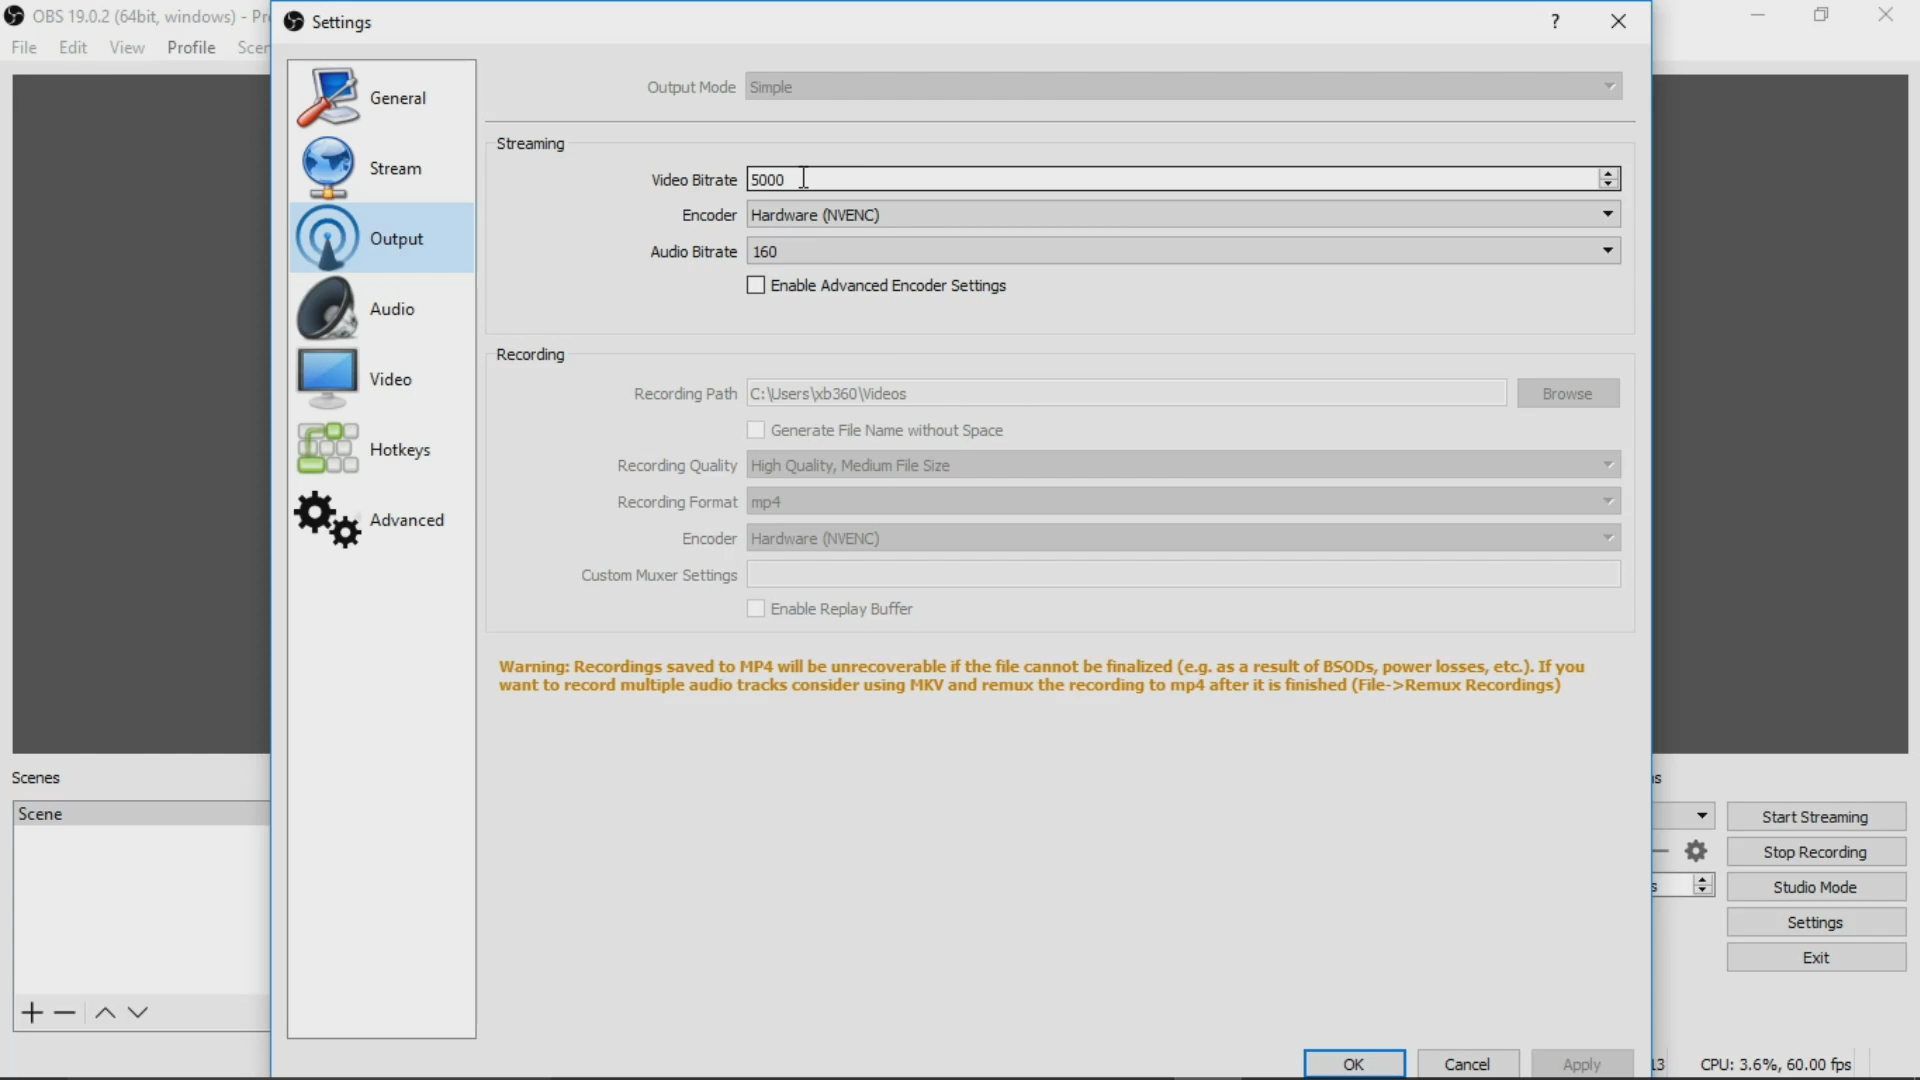 OBS 19.0.2 (64bit, windows) -
Settings
?
File Edit View Profile
General
Stream
Output
Audio
Video
Hotkeys
Advanced
Output Mode Simple
Streaming
Video Bitrate 5000
Encoder Hardware (NVENC)
Audio Bitrate 160
Enable Advanced Encoder Settings
Recording
Recording Path C:\Users\xb360\Videos Browse
Generate File Name without Space
Recording Quality High Quality, Medium File Size
Recording Format mp4
Encoder Hardware (NVENC)
Custom Muxer Settings
Enable Replay Buffer
Warning: Recordings saved to MP4 will be unrecoverable if the file cannot be finalized (e.g. as a result of BSODs, power losses, etc.). If you
want to record multiple audio tracks consider using MKV and remux the recording to mp4 after it is finished (File->Remux Recordings)
Scenes
Scene
Start Streaming
Stop Recording
Studio Mode
Settings
Exit
OK Cancel Apply
13 CPU: 3.6%, 60.00 fps